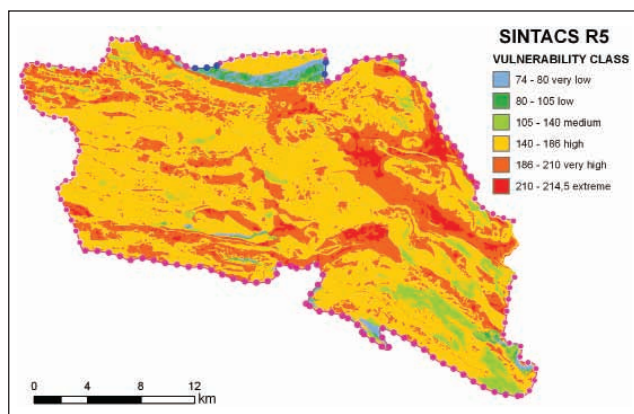 SINTACS R5
VULNERABILITY CLASS
74 - 80 very low
80 - 105 low
105 - 140 medium
140 - 186 high
186 - 210 very high
210 - 214,5 extreme
0 4 8 12
km